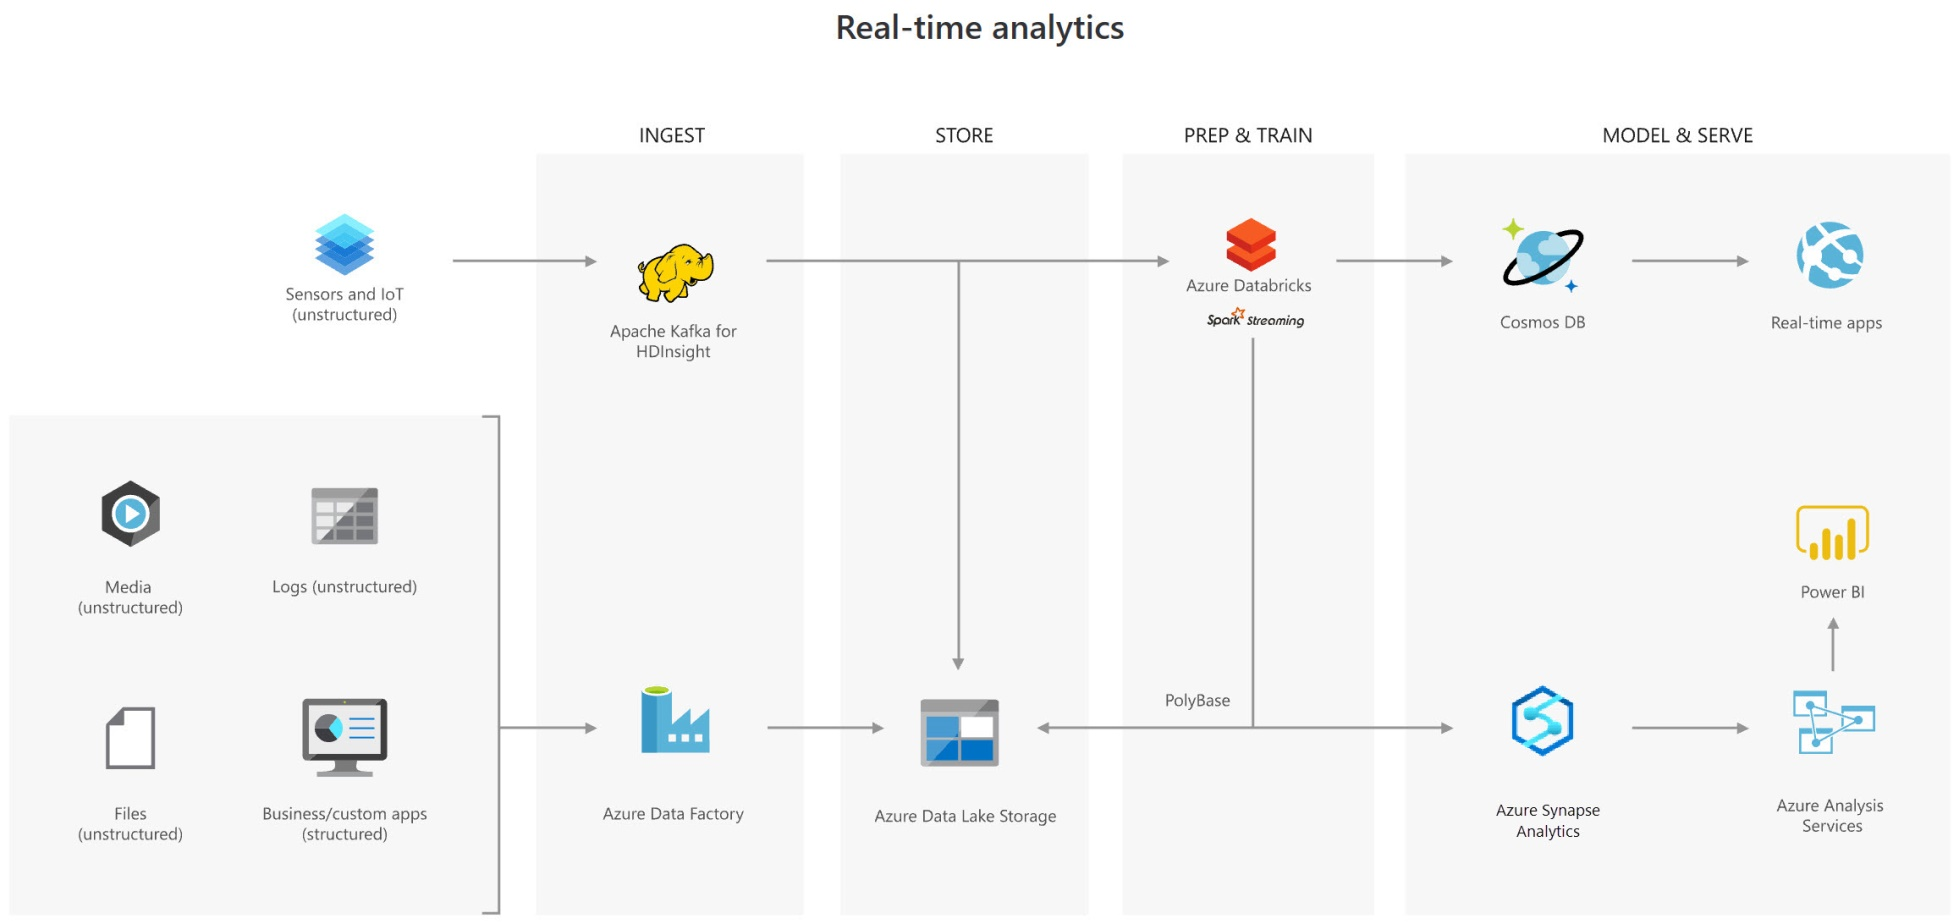 Real-time analytics
INGEST
STORE
PREP & TRAIN
MODEL & SERVE
Sensors and IoT
(unstructured)
Apache Kafka for
HDInsight
Azure Databricks
Spark Streaming
Cosmos DB
Real-time apps
Media
(unstructured)
Logs (unstructured)
Power BI
PolyBase
Files
(unstructured)
Business/custom apps
(structured)
Azure Data Factory
Azure Data Lake Storage
Azure Synapse
Analytics
Azure Analysis
Services